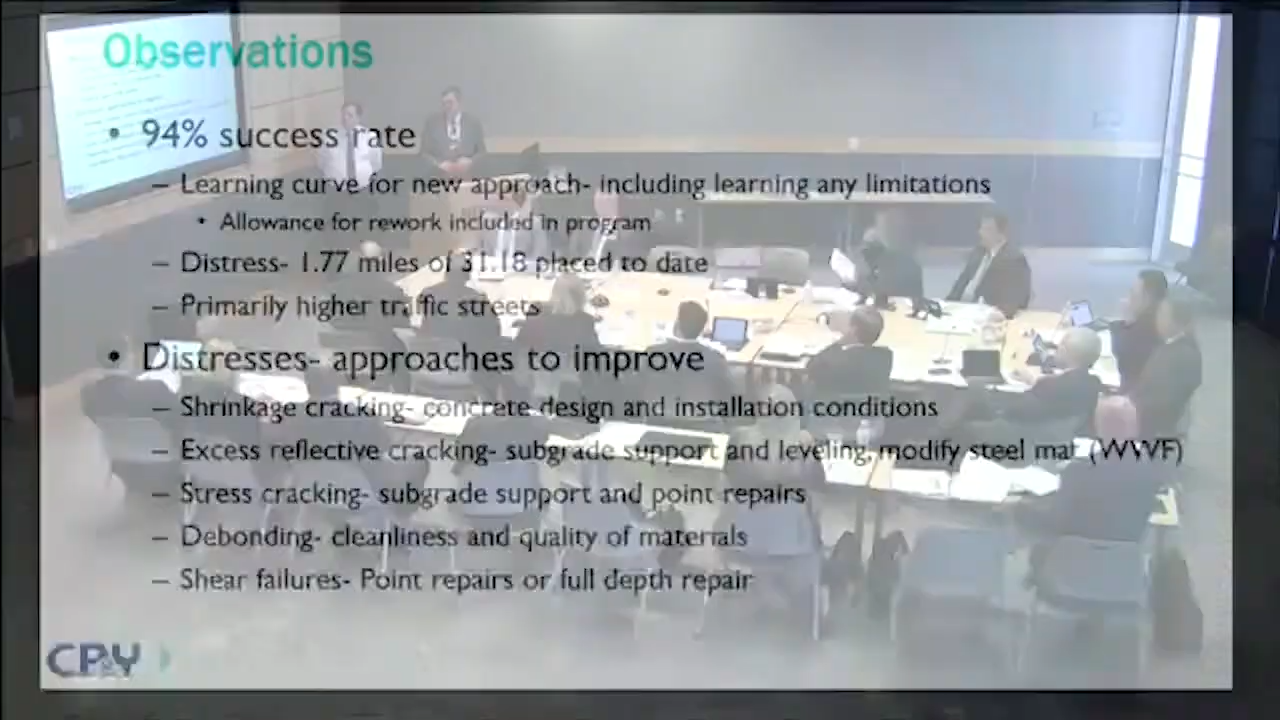 Observations
• 94% success rate
– Learning curve for new approach- including learning any limitations
• Allowance for rework included in program
– Distress- 1.77 miles of 31.18 placed to date
– Primarily higher traffic streets
• Distresses- approaches to improve
– Shrinkage cracking- concrete design and installation conditions
– Excess reflective cracking- subgrade support and leveling, modify steel mat (WWF)
– Stress cracking- subgrade support and point repairs
– Debonding- cleanliness and quality of materials
– Shear failures- Point repairs or full depth repair
CP&Y